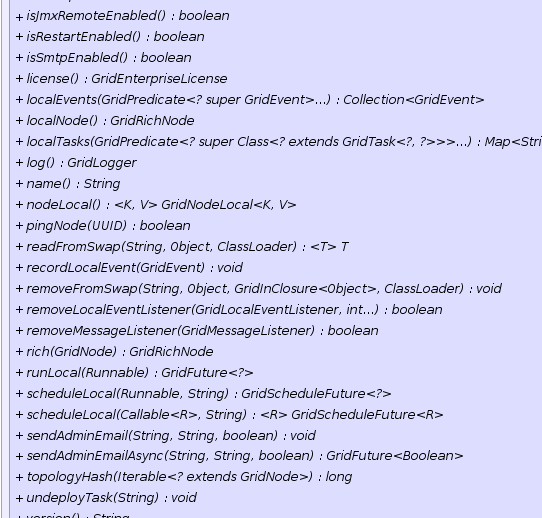 + isJmxRemoteEnabled() : boolean
+ isRestartEnabled() : boolean
+ isSmtpEnabled() : boolean
+ license() : GridEnterpriseLicense
+ localEvents(GridPredicate<? super GridEvent>...) : Collection<GridEvent>
+ localNode() : GridRichNode
+ localTasks(GridPredicate<? super Class<? extends GridTask<?, ?>>>...) : Map<Stri
+ log() : GridLogger
+ name() : String
+ nodeLocal() : <K, V> GridNodeLocal<K, V>
+ pingNode(UUID) : boolean
+ readFromSwap(String, Object, ClassLoader) : <T> T
+ recordLocalEvent(GridEvent) : void
+ removeFromSwap(String, Object, GridInClosure<Object>, ClassLoader) : void
+ removeLocalEventListener(GridLocalEventListener, int...) : boolean
+ removeMessageListener(GridMessageListener) : boolean
+ rich(GridNode) : GridRichNode
+ runLocal(Runnable) : GridFuture<?>
+ scheduleLocal(Runnable, String) : GridScheduleFuture<?>
+ scheduleLocal(Callable<R>, String) : <R> GridScheduleFuture<R>
+ sendAdminEmail(String, String, boolean) : void
+ sendAdminEmailAsync(String, String, boolean) : GridFuture<Boolean>
+ topologyHash(Iterable<? extends GridNode>) : long
+ undeployTask(String) : void
+ version() : String